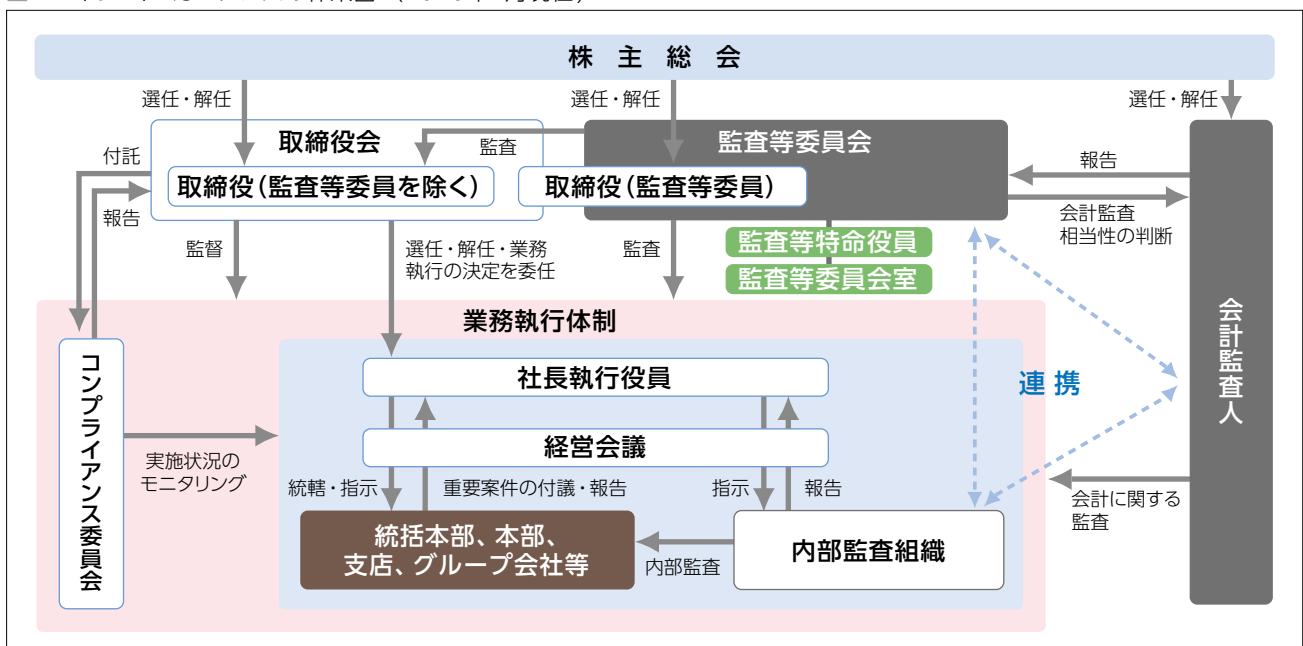 株 主 総 会
選任・解任
選任・解任
選任・解任
取締役会
監査
監査等委員会
付託
報告
取締役（監査等委員を除く）
取締役（監査等委員）
報告
会計監査
相当性の判断
監督
選任・解任・業務
執行の決定を委任
監査
監査等特命役員
監査等委員会室
業務執行体制
会計監査人
コンプライアンス委員会
社長執行役員
連携
経営会議
実施状況の
モニタリング
統轄・指示
重要案件の付議・報告
指示
報告
会計に関する
監査
統括本部、本部、
支店、グループ会社等
内部監査
内部監査組織